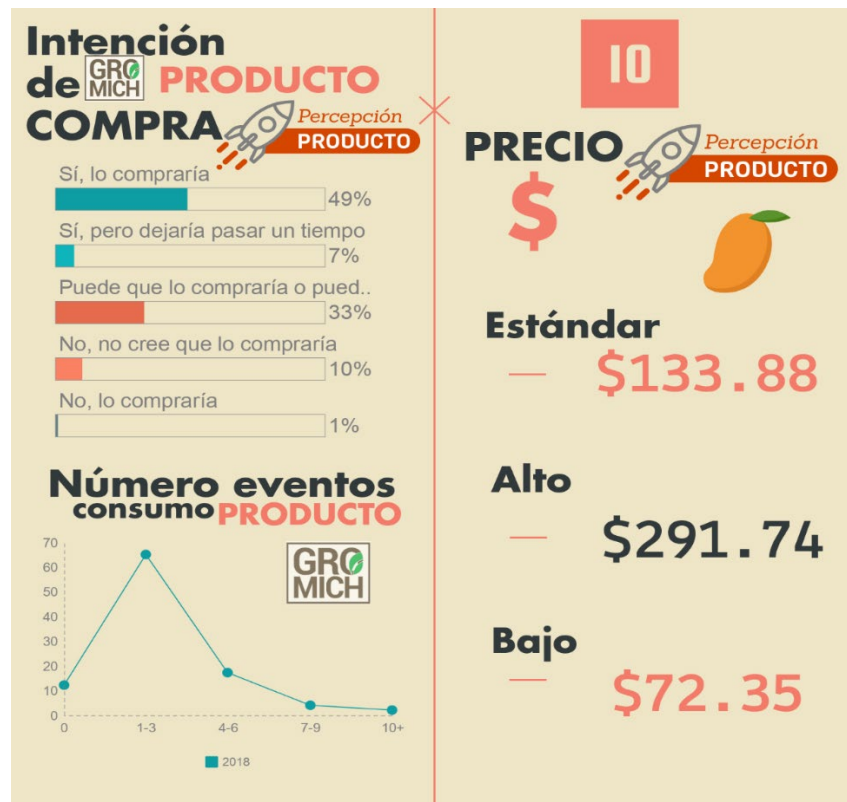 Intención
de GRO MICH PRODUCTO
COMPRA
Percepción
PRODUCTO
Sí, lo compraría
49%
Sí, pero dejaría pasar un tiempo
7%
Puede que lo compraría o pued..
33%
No, no cree que lo compraría
10%
No, lo compraría
1%
Número eventos
consumo PRODUCTO
GRO
MICH
70
60
50
40
30
20
10
0
0 1-3 4-6 7-9 10+
2018
10
PRECIO
Percepción
PRODUCTO
$
Estándar
— $133.88
Alto
— $291.74
Bajo
— $72.35